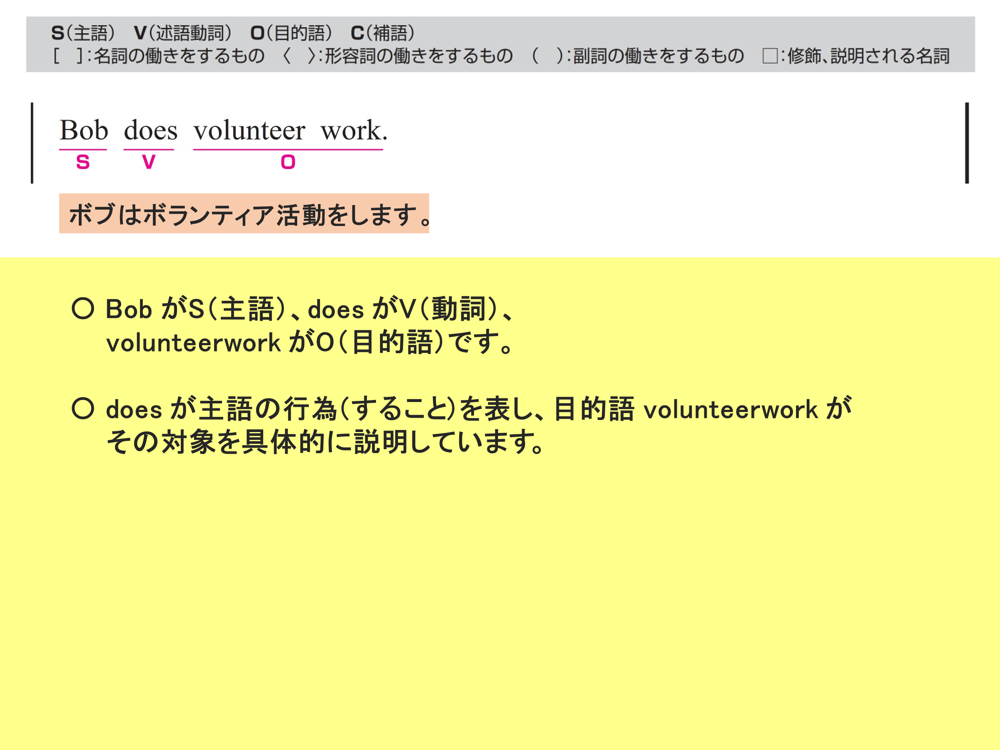 S（主語）　V（述語動詞）　O（目的語）　C（補語）
［　］：名詞の働きをするもの　〈　〉：形容詞の働きをするもの　（　）：副詞の働きをするもの　□：修飾、説明される名詞
Bob does volunteer work.
S V O
ボブはボランティア活動をします。
〇 Bob がS（主語）、does がV（動詞）、
volunteerwork がO（目的語）です。
〇 does が主語の行為（すること）を表し、目的語 volunteerwork が
その対象を具体的に説明しています。